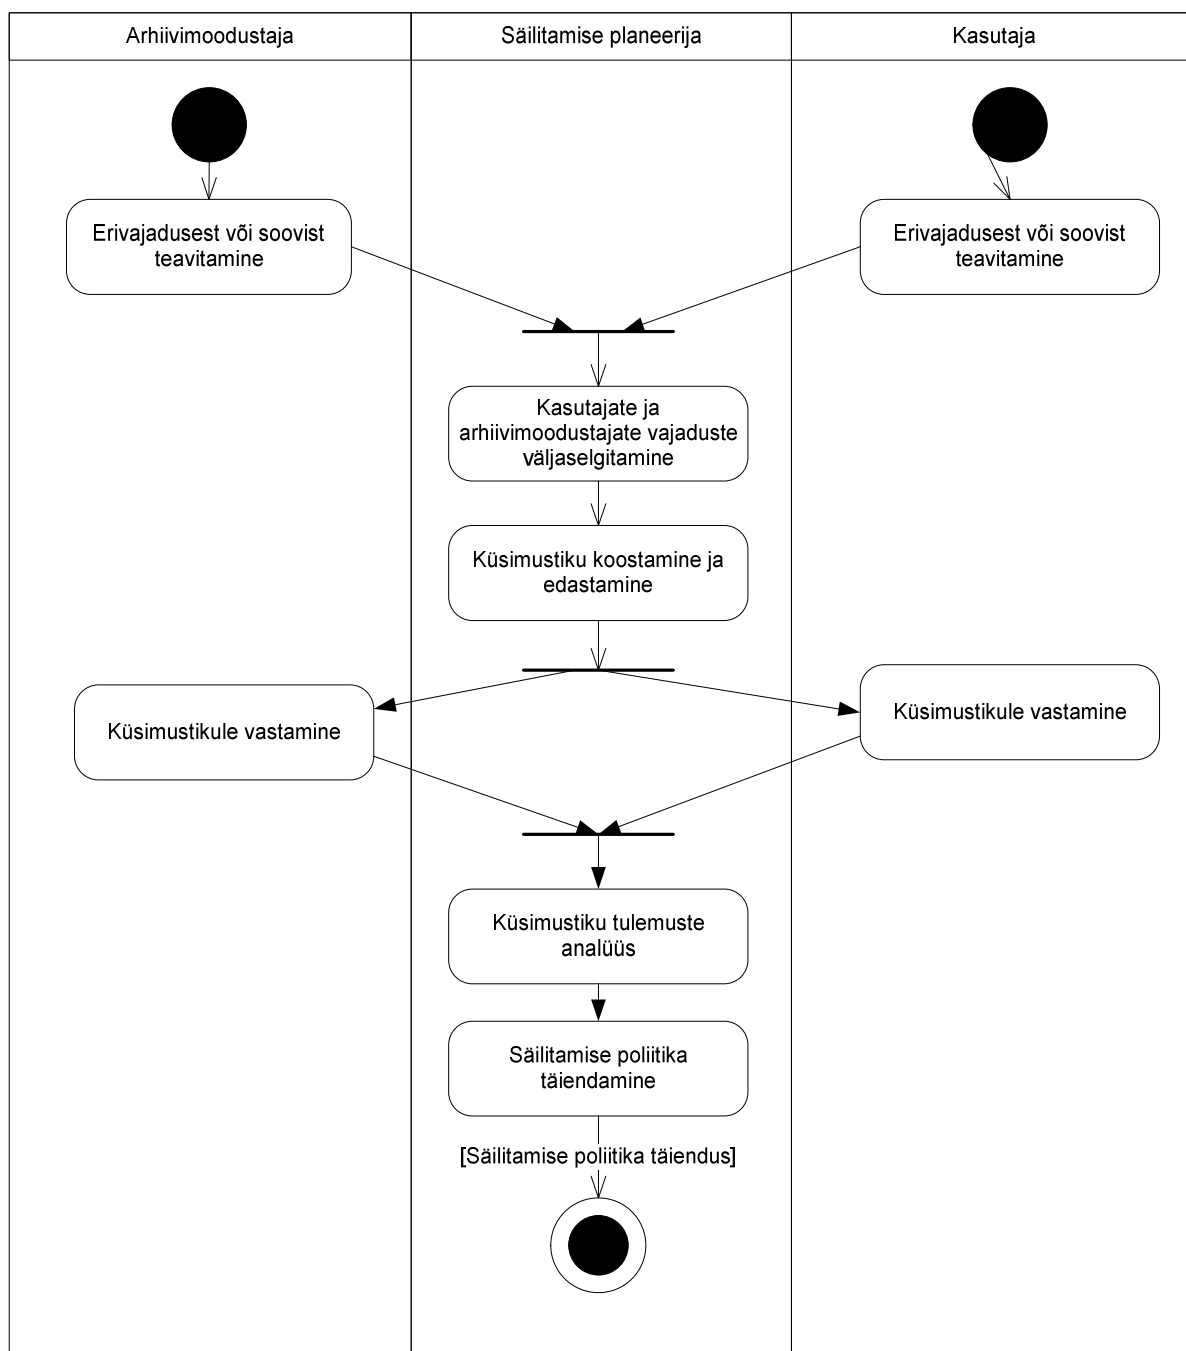 Arhiivimoodustaja
Säilitamise planeerija
Kasutaja
Erivajadusest või soovist
teavitamine
Erivajadusest või soovist
teavitamine
Kasutajate ja
arhiivimoodustajate vajaduste
väljaselgitamine
Küsimustiku koostamine ja
edastamine
Küsimustikule vastamine
Küsimustikule vastamine
Küsimustiku tulemuste
analüüs
Säilitamise poliitika
täiendamine
[Säilitamise poliitika täiendus]